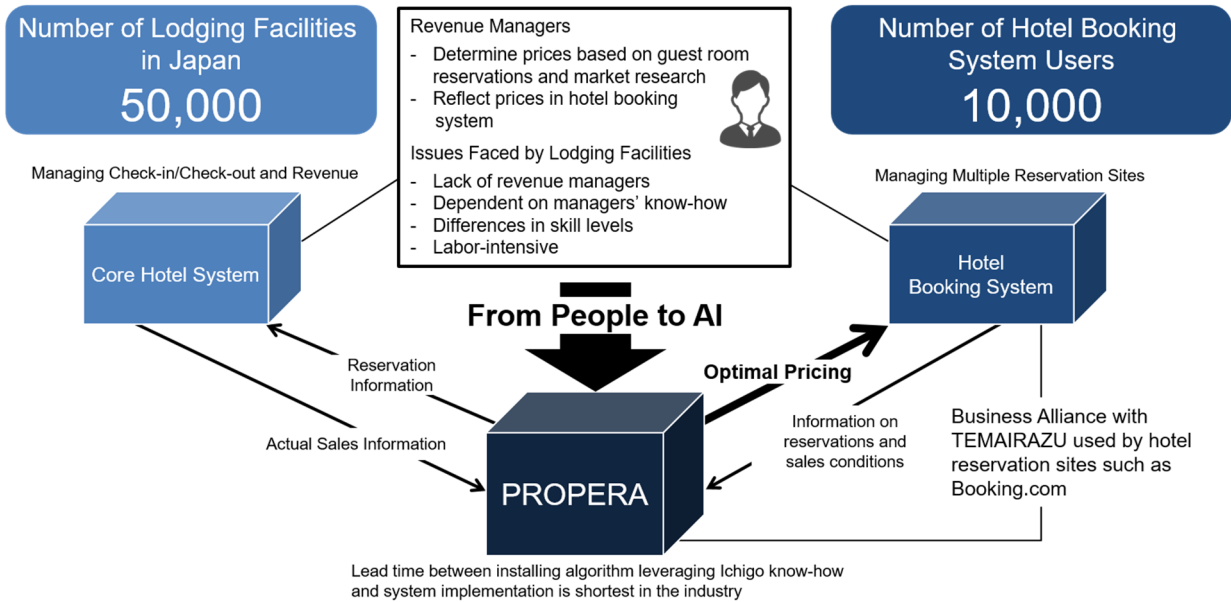 Number of Lodging Facilities
in Japan
50,000
Revenue Managers
- Determine prices based on guest room
reservations and market research
- Reflect prices in hotel booking
system
Issues Faced by Lodging Facilities
- Lack of revenue managers
- Dependent on managers' know-how
- Differences in skill levels
- Labor-intensive
Number of Hotel Booking
System Users
10,000
Managing Check-in/Check-out and Revenue
Core Hotel System
Managing Multiple Reservation Sites
Hotel
Booking System
From People to AI
Reservation
Information
Actual Sales Information
Optimal Pricing
Information on
reservations and
sales conditions
Business Alliance with
TEMAIRAZU used by hotel
reservation sites such as
Booking.com
PROPERA
Lead time between installing algorithm leveraging Ichigo know-how
and system implementation is shortest in the industry